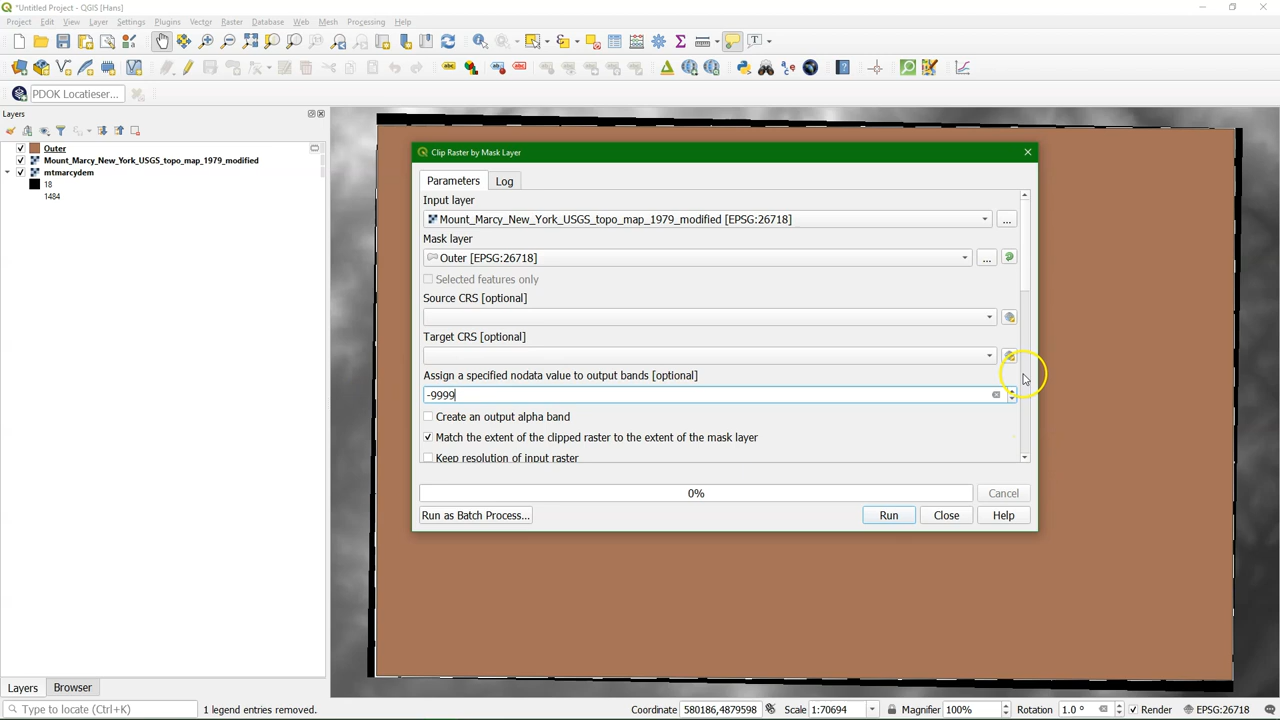 *Untitled Project - QGIS [Hans]
Project Edit View Layer Settings Plugins Vector Raster Database Web Mesh Processing Help
PDOK Locatieser...
Layers
Outer
Mount_Marcy_New_York_USGS_topo_map_1979_modified
mtmarcydem
18
1484
Clip Raster by Mask Layer
Parameters Log
Input layer
Mount_Marcy_New_York_USGS_topo_map_1979_modified [EPSG:26718]
...
Mask layer
Outer [EPSG:26718]
...
Selected features only
Source CRS [optional]
Target CRS [optional]
Assign a specified nodata value to output bands [optional]
-9999
Create an output alpha band
Match the extent of the clipped raster to the extent of the mask layer
Keep resolution of input raster
0%
Cancel
Run as Batch Process...
Run
Close
Help
Layers Browser
Type to locate (Ctrl+K)
1 legend entries removed.
Coordinate 580186,4879598 Scale 1:70694 Magnifier 100% Rotation 1.0 ° Render EPSG:26718